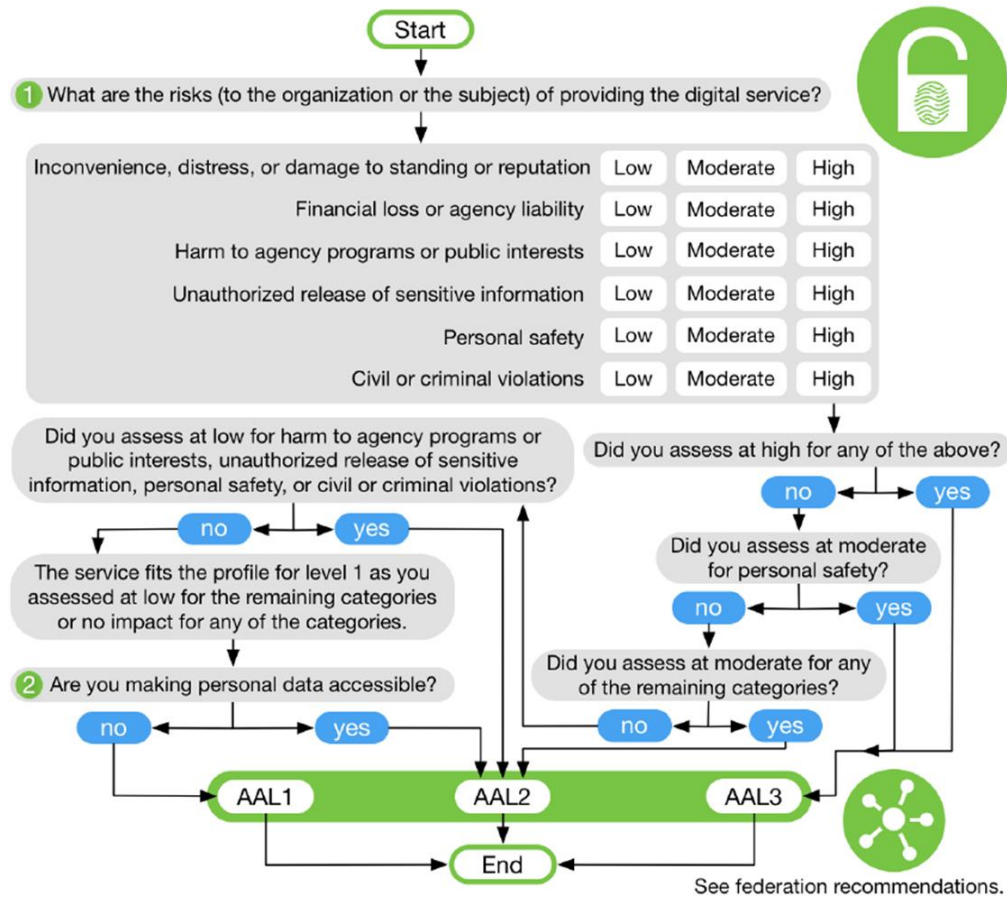 Start
1 What are the risks (to the organization or the subject) of providing the digital service?
Inconvenience, distress, or damage to standing or reputation Low Moderate High
Financial loss or agency liability Low Moderate High
Harm to agency programs or public interests Low Moderate High
Unauthorized release of sensitive information Low Moderate High
Personal safety Low Moderate High
Civil or criminal violations Low Moderate High
Did you assess at high for any of the above?
no yes
Did you assess at moderate
for personal safety?
no yes
Did you assess at moderate for any
of the remaining categories?
no yes
Did you assess at low for harm to agency programs or
public interests, unauthorized release of sensitive
information, personal safety, or civil or criminal violations?
no yes
The service fits the profile for level 1 as you
assessed at low for the remaining categories
or no impact for any of the categories.
2 Are you making personal data accessible?
no yes
AAL1 AAL2 AAL3
End
See federation recommendations.